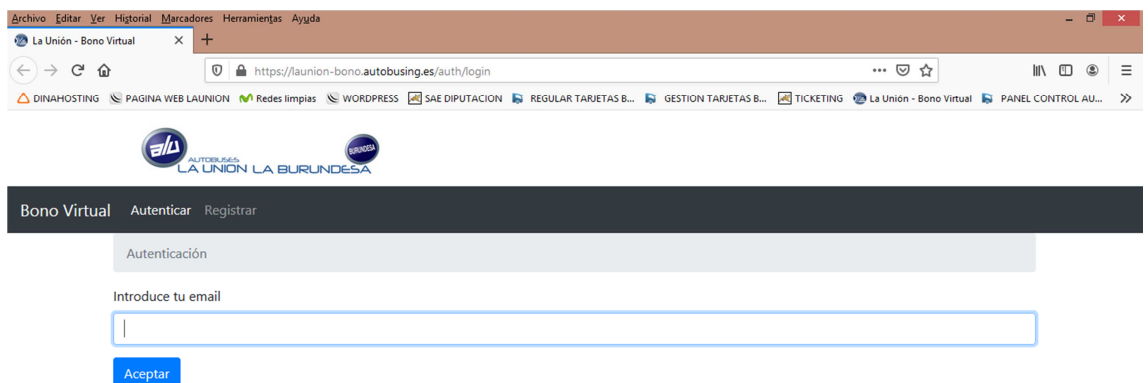 Archivo Editar Ver Historial Marcadores Herramientas Ayuda
La Unión - Bono Virtual
https://launion-bono.autobusing.es/auth/login
DINAHOSTING PAGINA WEB LAUNION Redes limpias WORDPRESS SAE DIPUTACION REGULAR TARJETAS B... GESTION TARJETAS B... TICKETING La Unión - Bono Virtual PANEL CONTROL AU...
alu BURUNDESA
AUTOBUSES
LA UNION LA BURUNDESA
Bono Virtual Autenticar Registrar
Autenticación
Introduce tu email
Aceptar